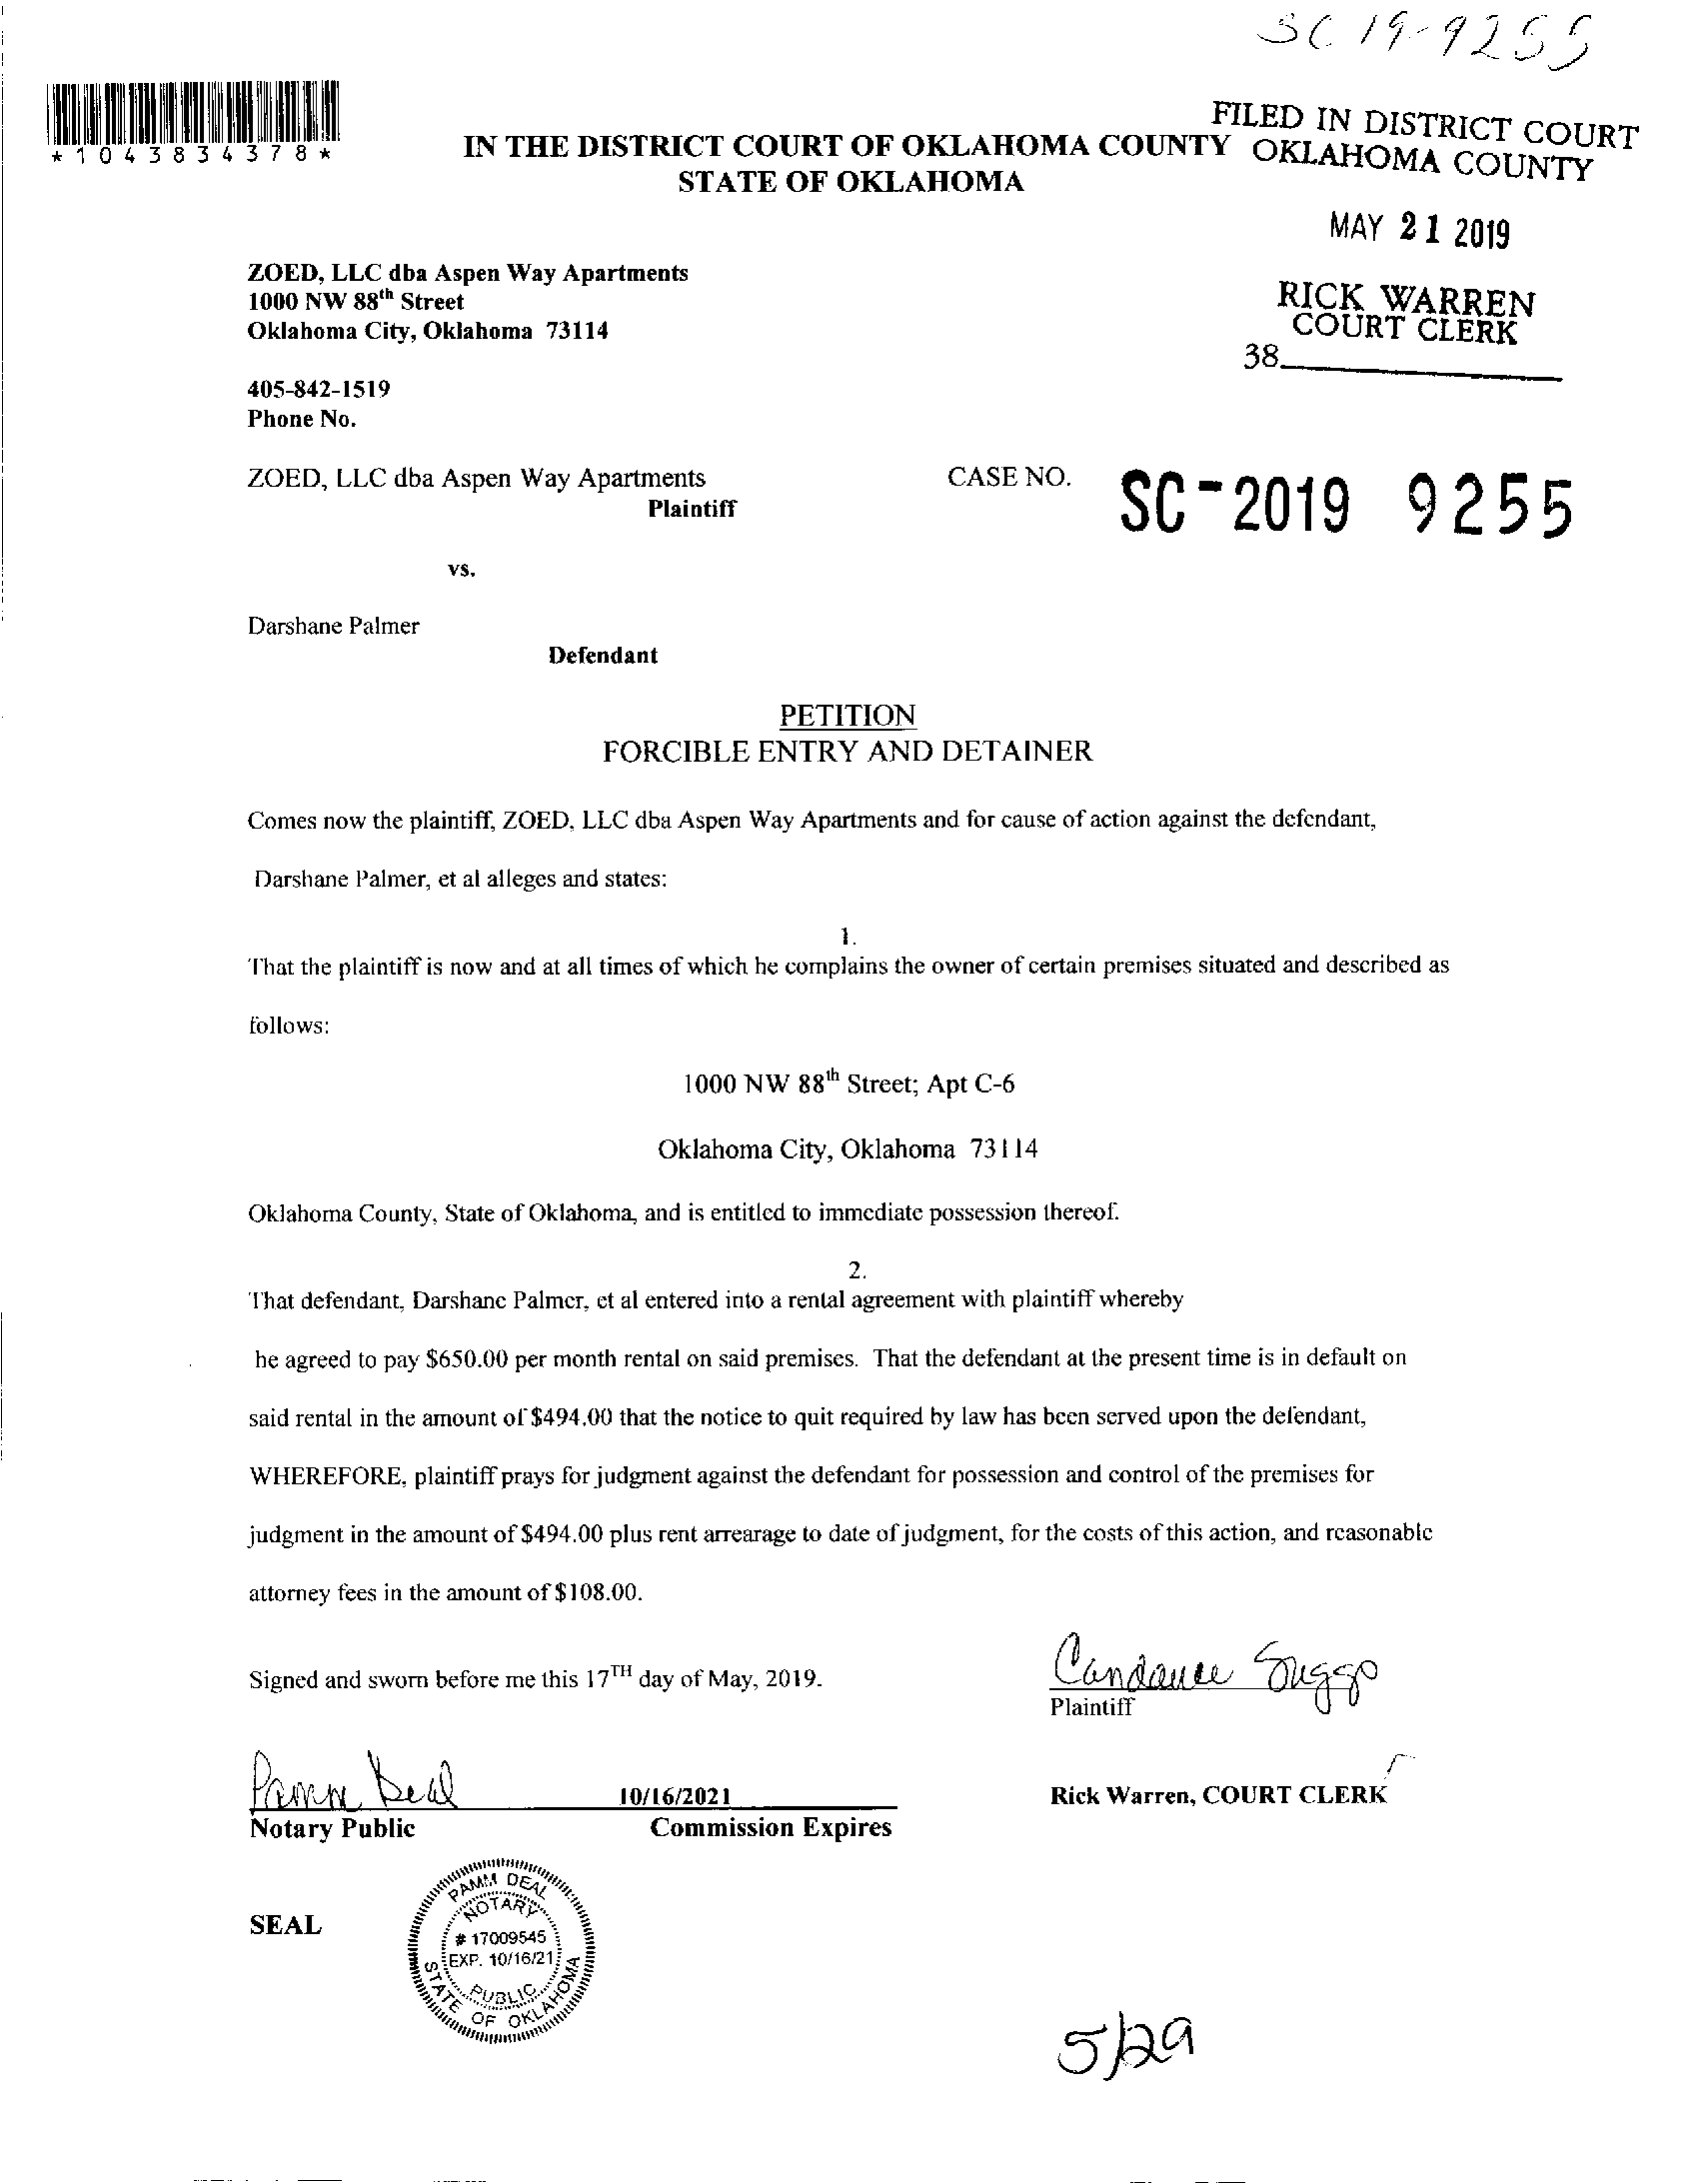 SC 19-9255
*1043834378*
FILED IN DISTRICT COURT
OKLAHOMA COUNTY
IN THE DISTRICT COURT OF OKLAHOMA COUNTY
STATE OF OKLAHOMA
MAY 21 2019
RICK WARREN
COURT CLERK
38
ZOED, LLC dba Aspen Way Apartments
1000 NW 88th Street
Oklahoma City, Oklahoma 73114
405-842-1519
Phone No.
ZOED, LLC dba Aspen Way Apartments
Plaintiff
CASE NO. SC-2019 9255
vs.
Darshane Palmer
Defendant
PETITION
FORCIBLE ENTRY AND DETAINER
Comes now the plaintiff, ZOED, LLC dba Aspen Way Apartments and for cause of action against the defendant,
Darshane Palmer, et al alleges and states:
1.
That the plaintiff is now and at all times of which he complains the owner of certain premises situated and described as
follows:
1000 NW 88th Street; Apt C-6
Oklahoma City, Oklahoma 73114
Oklahoma County, State of Oklahoma, and is entitled to immediate possession thereof.
2.
That defendant, Darshane Palmer, et al entered into a rental agreement with plaintiff whereby
he agreed to pay $650.00 per month rental on said premises. That the defendant at the present time is in default on
said rental in the amount of $494.00 that the notice to quit required by law has been served upon the defendant,
WHEREFORE, plaintiff prays for judgment against the defendant for possession and control of the premises for
judgment in the amount of $494.00 plus rent arrearage to date of judgment, for the costs of this action, and reasonable
attorney fees in the amount of $108.00.
Signed and sworn before me this 17TH day of May, 2019.
Candance Suggs
Plaintiff
Pamm Deal
10/16/2021
Notary Public
Commission Expires
Rick Warren, COURT CLERK
SEAL
PAMM DEAL
NOTARY
# 17009545
EXP. 10/16/21
PUBLIC
STATE OF OKLAHOMA
5/29